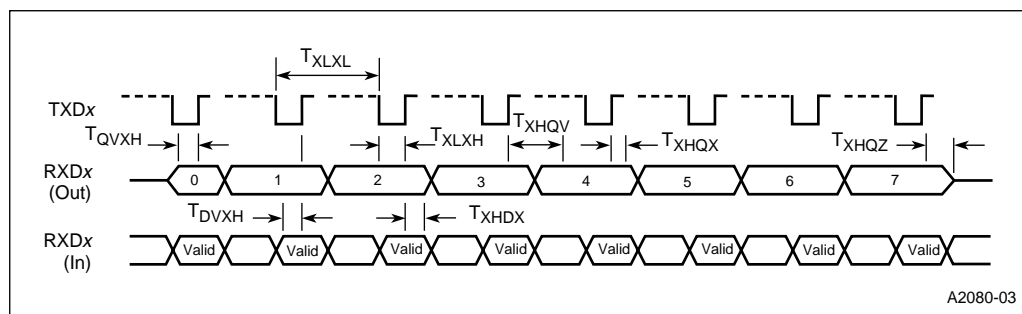 TXLXL
TXDx
TQVXH
TXLXH
TXHQV
TXHQX
TXHQZ
RXDx
(Out)
0 1 2 3 4 5 6 7
TDVXH
TXHDX
RXDx
(In)
Valid Valid Valid Valid Valid Valid Valid Valid
A2080-03